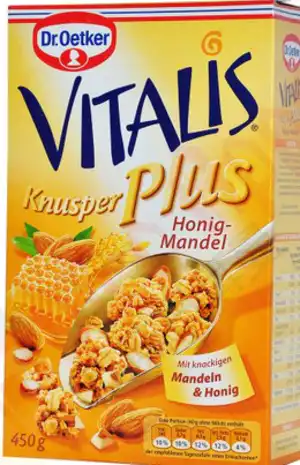 Dr.Oetker
VITALIS®
Knusper Plus
Honig-
Mandel
Mit knackigen
Mandeln
& Honig
450g